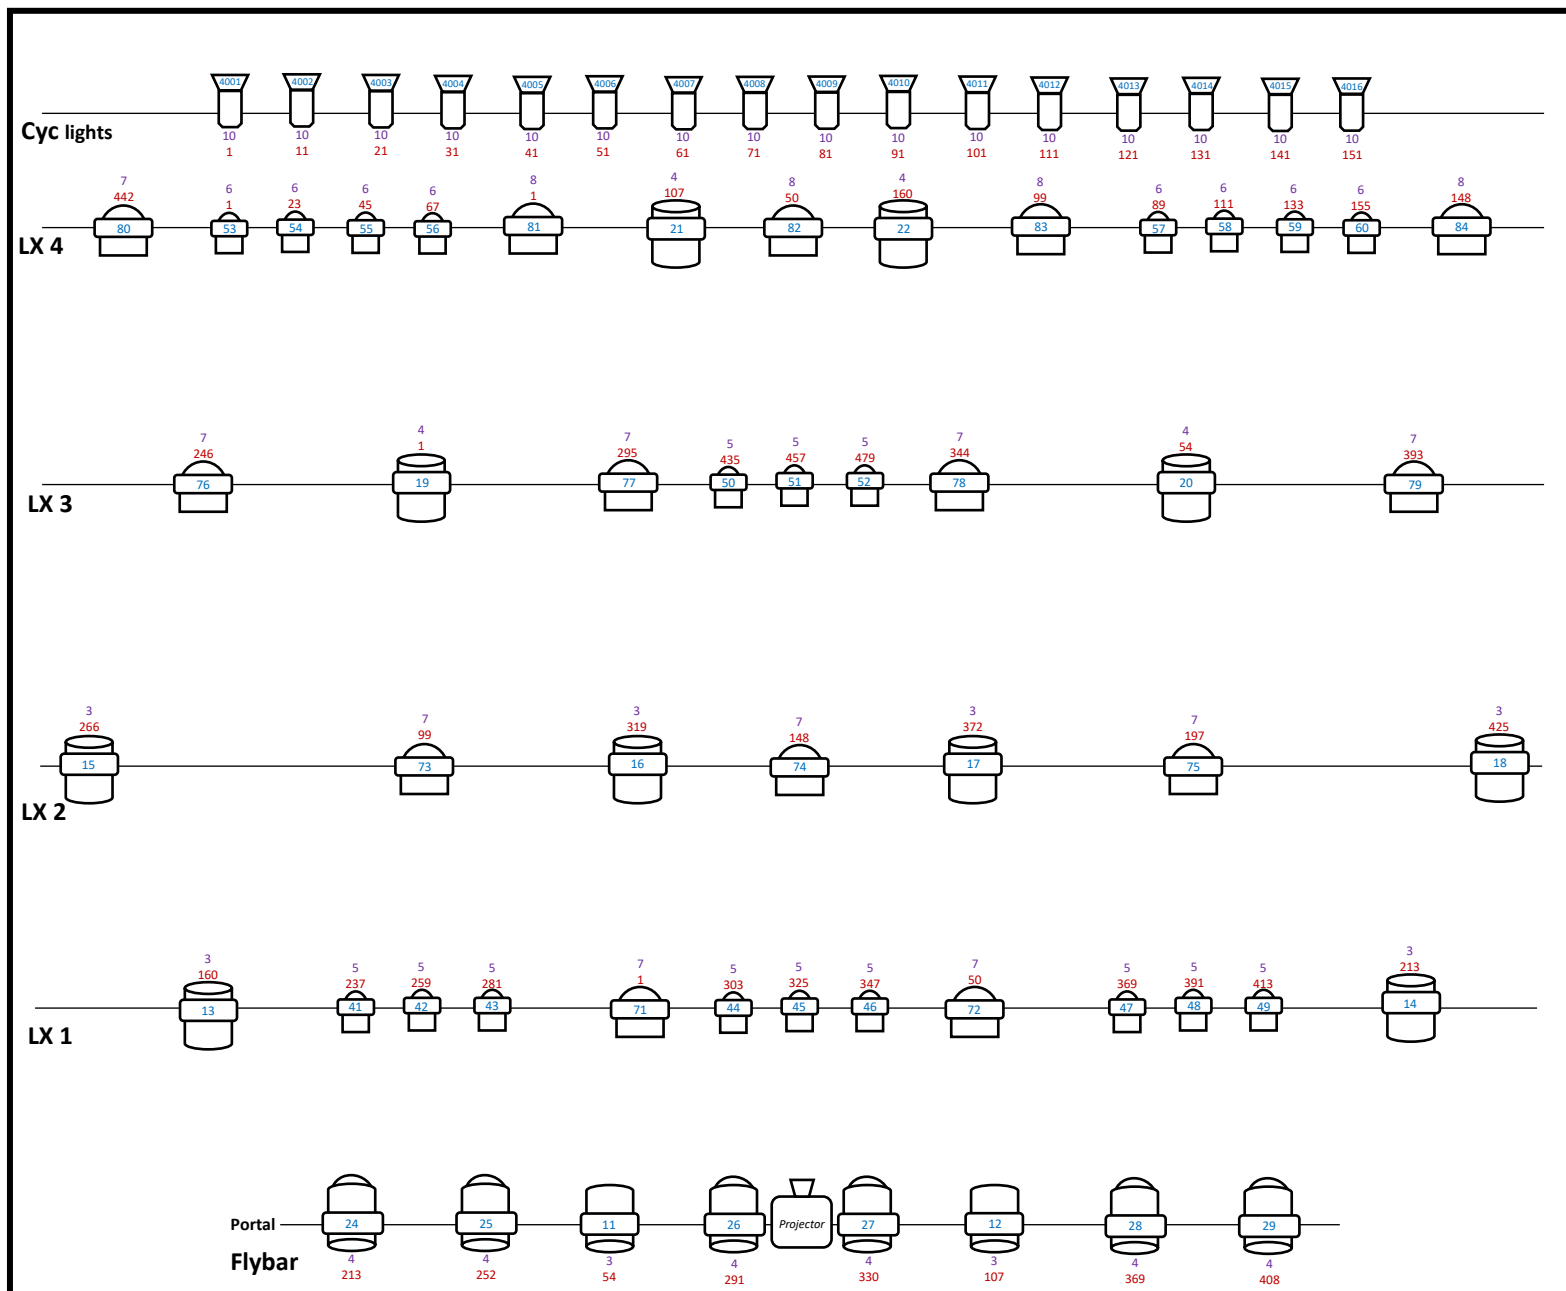 4001 4002 4003 4004 4005 4006 4007 4008 4009 4010 4011 4012 4013 4014 4015 4016
Cyc lights
10 10 10 10 10 10 10 10 10 10 10 10 10 10 10 10
1 11 21 31 41 51 61 71 81 91 101 111 121 131 141 151
7 6 6 6 6 8 4 8 4 8 6 6 6 6 8
442 1 23 45 67 1 107 50 160 99 89 111 133 155 148
80 53 54 55 56 81 21 82 22 83 57 58 59 60 84
LX 4
7 4 7 5 5 5 7 4 7
246 1 295 435 457 479 344 54 393
76 19 77 50 51 52 78 20 79
LX 3
3 7 3 7 3 7 3
266 99 319 148 372 197 425
15 73 16 74 17 75 18
LX 2
3 5 5 5 7 5 5 5 7 5 5 5 3
160 237 259 281 1 303 325 347 50 369 391 413 213
13 41 42 43 71 44 45 46 72 47 48 49 14
LX 1
Portal 24 25 11 26 Projector 27 12 28 29
Flybar
4 4 3 4 4 3 4 4
213 252 54 291 330 107 369 408